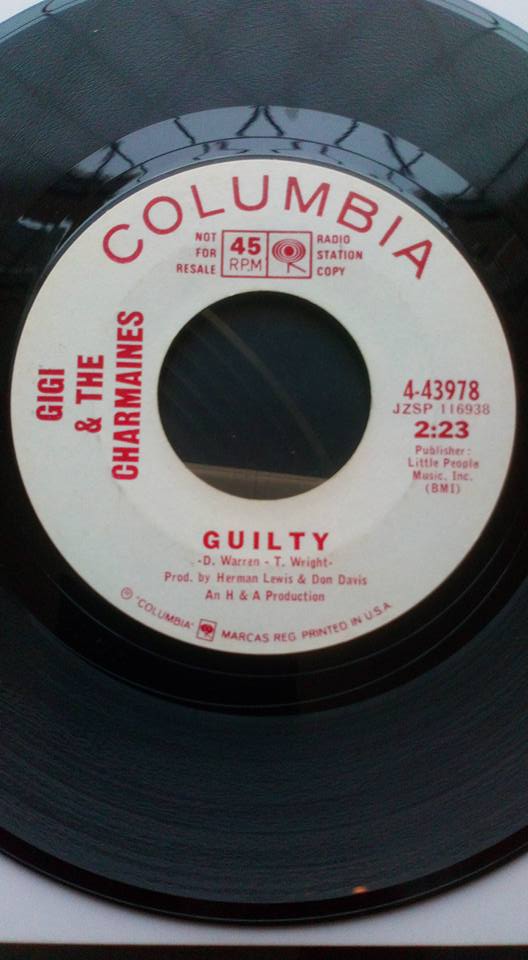 COLUMBIA
NOT
FOR
RESALE
45
RPM
RADIO
STATION
COPY
GIGI
& THE
CHARMAINES
4-43978
JZSP 116938
2:23
Publisher:
Little People
Music, Inc.
(BMI)
GUILTY
-D. Warren - T. Wright-
Prod. by Herman Lewis & Don Davis
An H & A Production
℗ "COLUMBIA" MARCAS REG. PRINTED IN U.S.A.